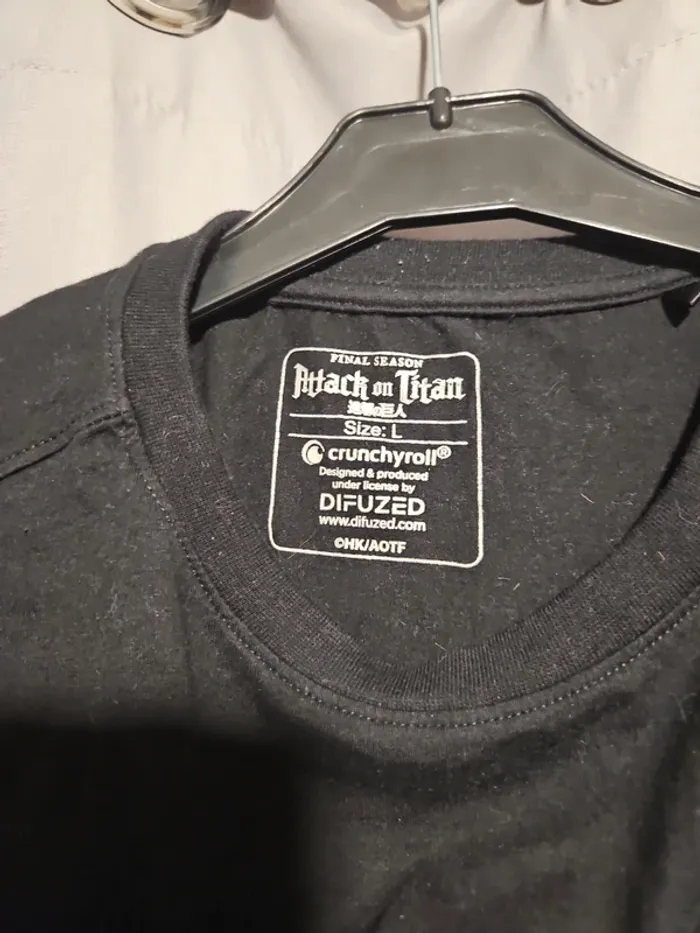 FINAL SEASON
Attack on Titan
進撃の巨人
Size: L
crunchyroll®
Designed & produced
under license by
DIFUZED
www.difuzed.com
©HK/AOTF